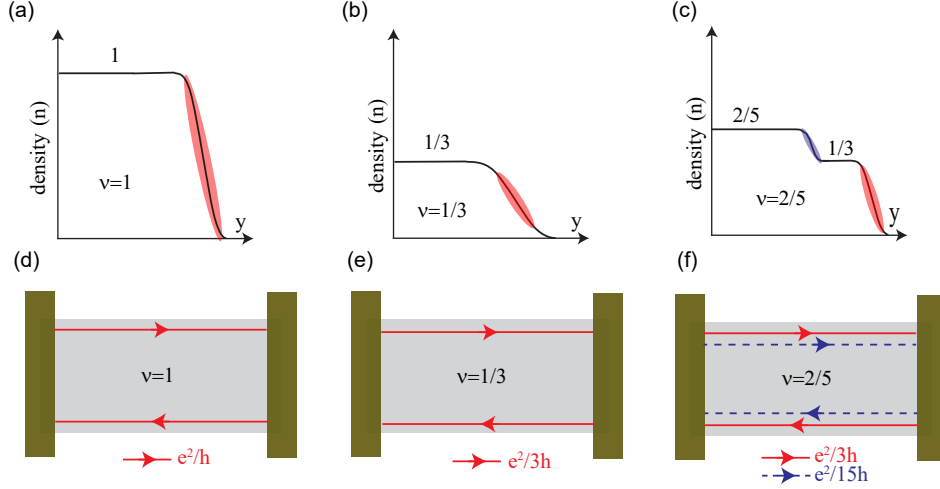 (a)
(b)
(c)
1
density (n)
ν=1
y
1/3
density (n)
ν=1/3
y
2/5
1/3
density (n)
ν=2/5
y
(d)
(e)
(f)
ν=1
ν=1/3
ν=2/5
e²/h
e²/3h
e²/3h
e²/15h